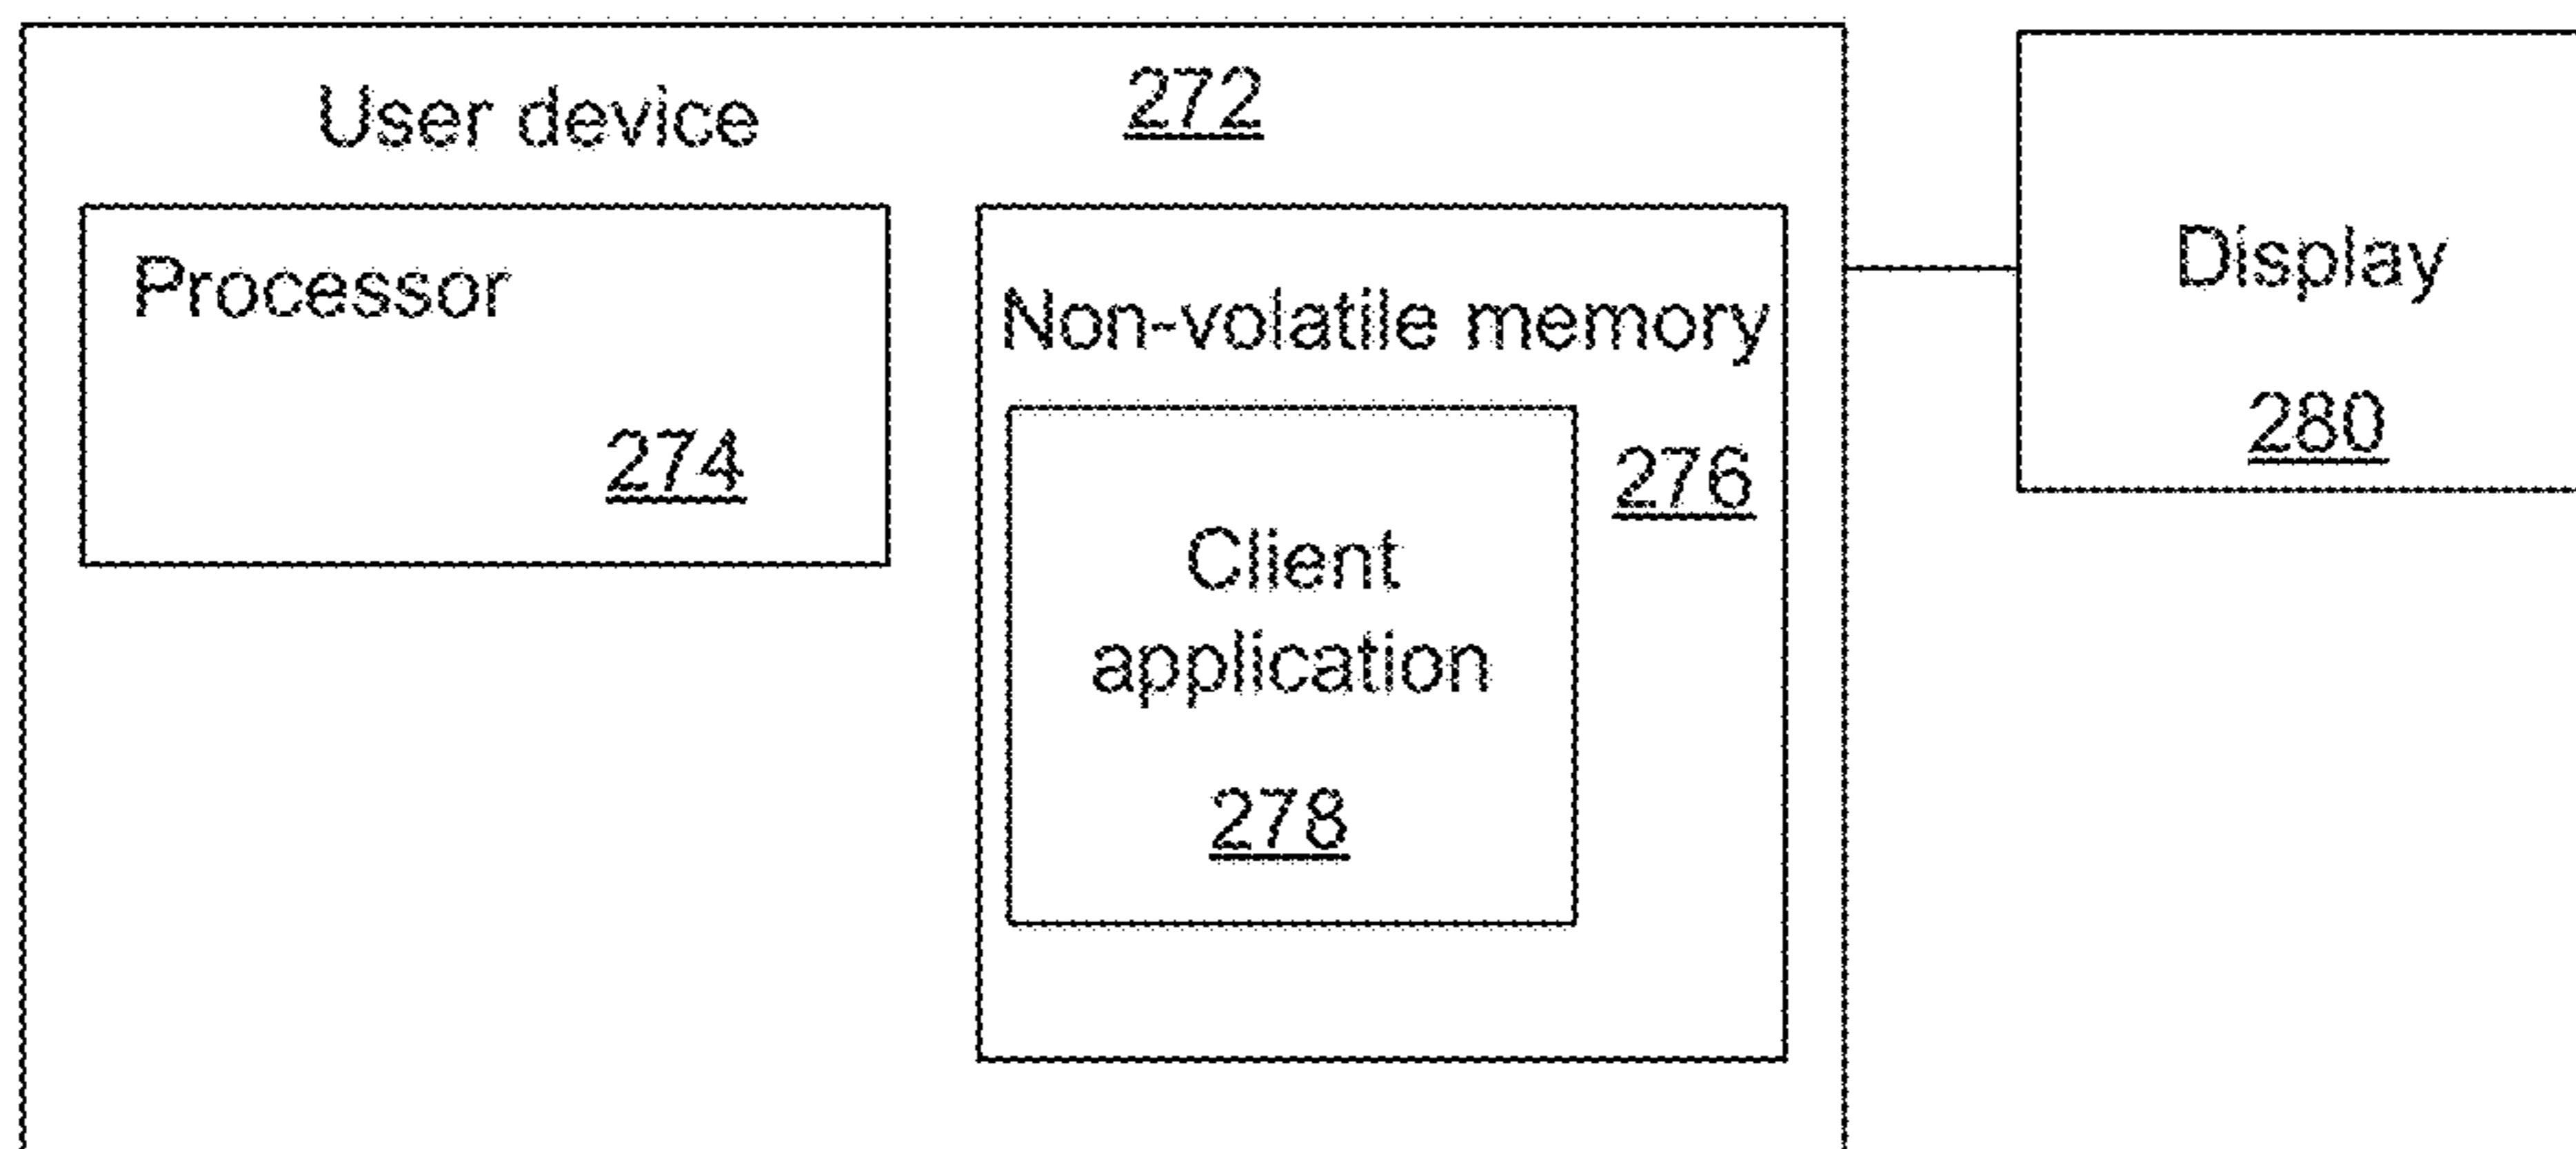 User device 272
Processor
274
Non-volatile memory
276
Client
application
278
Display
280